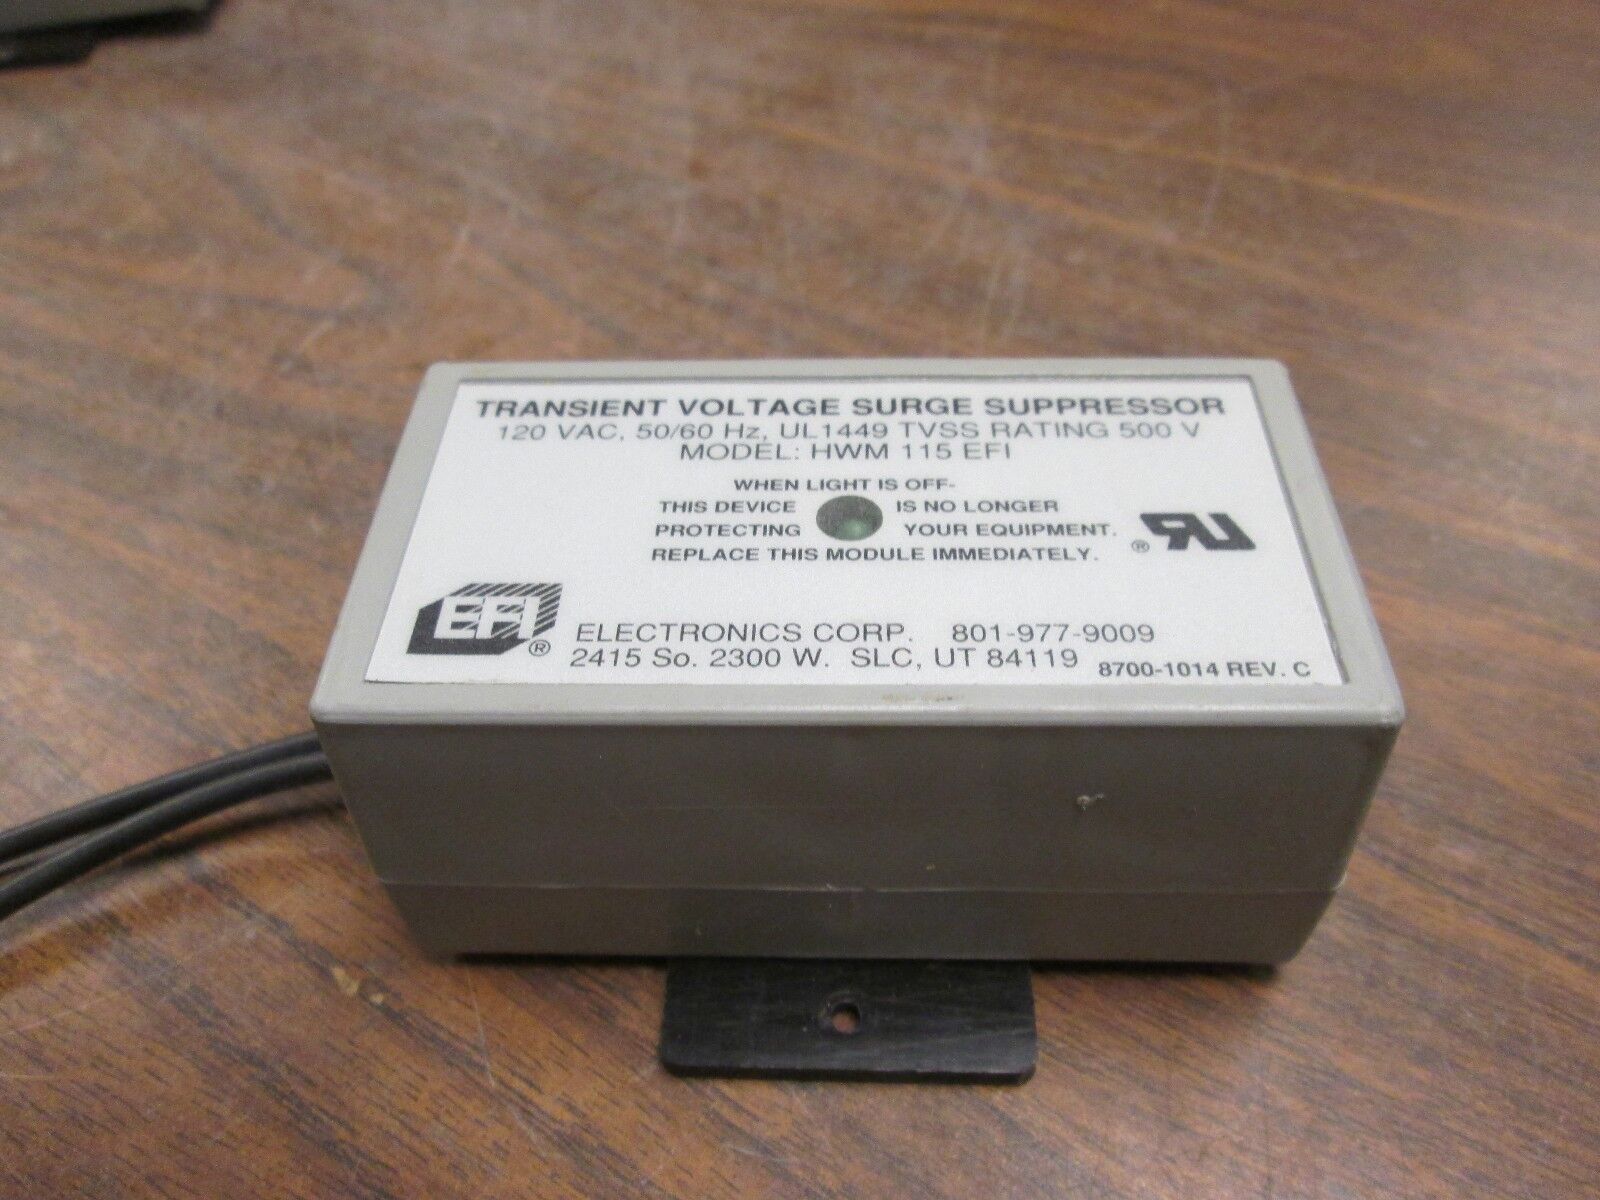 TRANSIENT VOLTAGE SURGE SUPPRESSOR
120 VAC, 50/60 Hz, UL1449 TVSS RATING 500 V
MODEL: HWM 115 EFI
WHEN LIGHT IS OFF-
THIS DEVICE IS NO LONGER
PROTECTING YOUR EQUIPMENT.
REPLACE THIS MODULE IMMEDIATELY.
RU®
EFI® ELECTRONICS CORP. 801-977-9009
2415 So. 2300 W. SLC, UT 84119 8700-1014 REV. C